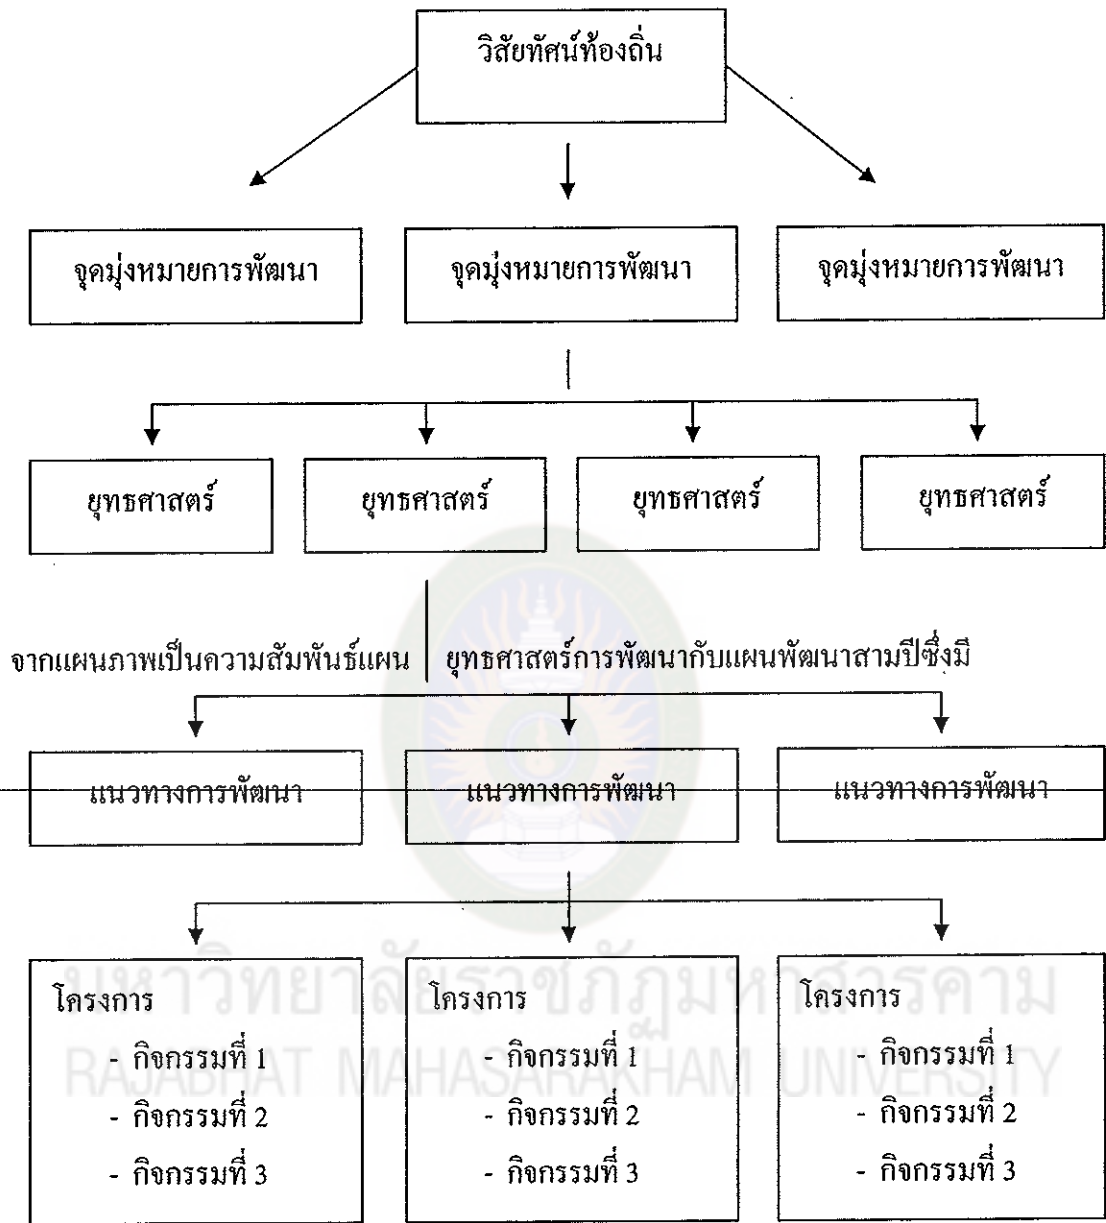 วิสัยทัศน์ท้องถิ่น
จุดมุ่งหมายการพัฒนา จุดมุ่งหมายการพัฒนา จุดมุ่งหมายการพัฒนา
ยุทธศาสตร์ ยุทธศาสตร์ ยุทธศาสตร์ ยุทธศาสตร์
จากแผนภาพเป็นความสัมพันธ์แผน ยุทธศาสตร์การพัฒนากับแผนพัฒนาสามปีซึ่งมี
แนวทางการพัฒนา แนวทางการพัฒนา แนวทางการพัฒนา
มหาวิทยาลัยราชภัฏมหาสารคาม
RAJABHAT MAHASARAKHAM UNIVERSITY
โครงการ
- กิจกรรมที่ 1
- กิจกรรมที่ 2
- กิจกรรมที่ 3
โครงการ
- กิจกรรมที่ 1
- กิจกรรมที่ 2
- กิจกรรมที่ 3
โครงการ
- กิจกรรมที่ 1
- กิจกรรมที่ 2
- กิจกรรมที่ 3